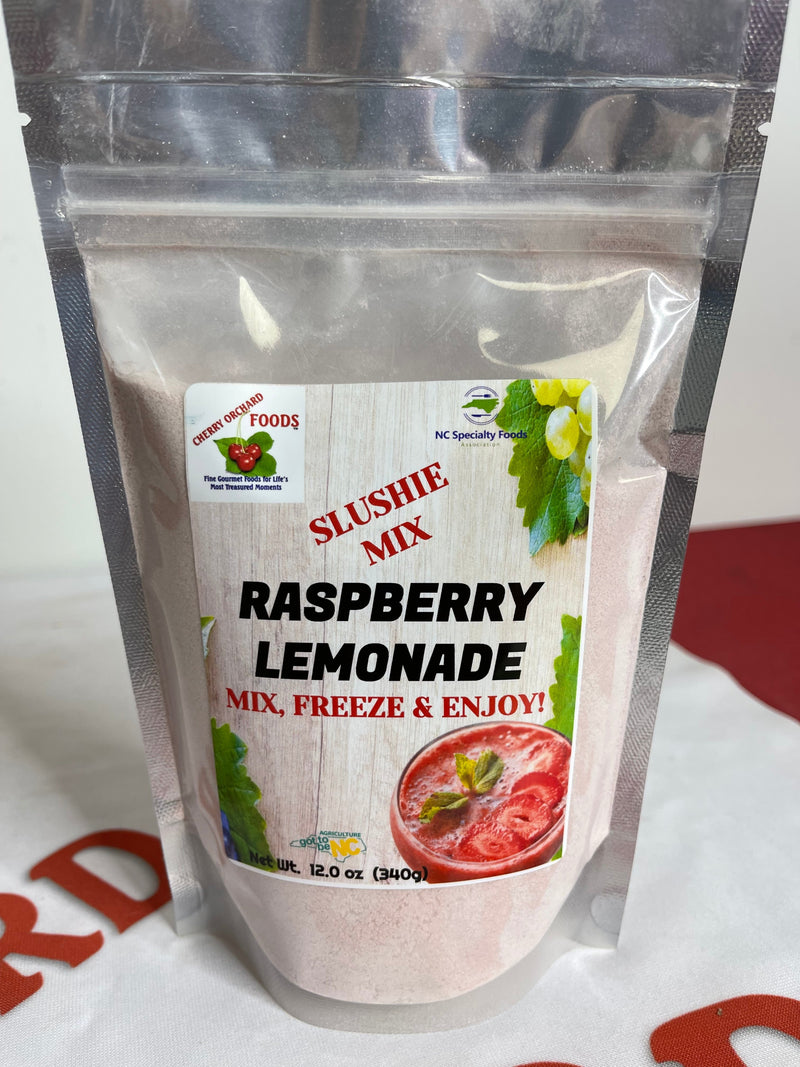 CHERRY ORCHARD
FOODS™
Fine Gourmet Foods for Life's
Most Treasured Moments
NC Specialty Foods
Association
SLUSHIE
MIX
RASPBERRY
LEMONADE
MIX, FREEZE & ENJOY!
AGRICULTURE
got to be NC
Net Wt. 12.0 oz (340g)
RD